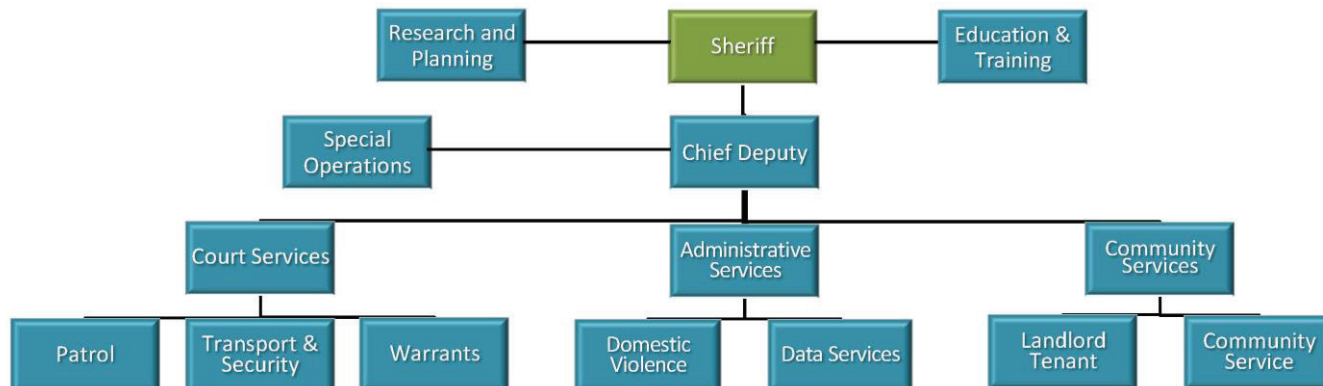 Research and
Planning
Sheriff
Education &
Training
Special
Operations
Chief Deputy
Court Services
Administrative
Services
Community
Services
Patrol
Transport &
Security
Warrants
Domestic
Violence
Data Services
Landlord
Tenant
Community
Service